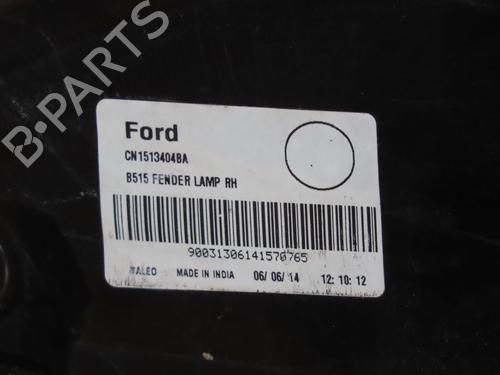 B-PARTS
Ford
CN1513404BA
B515 FENDER LAMP RH
90031306141570765
VALEO MADE IN INDIA 06/06/14 12:10:12